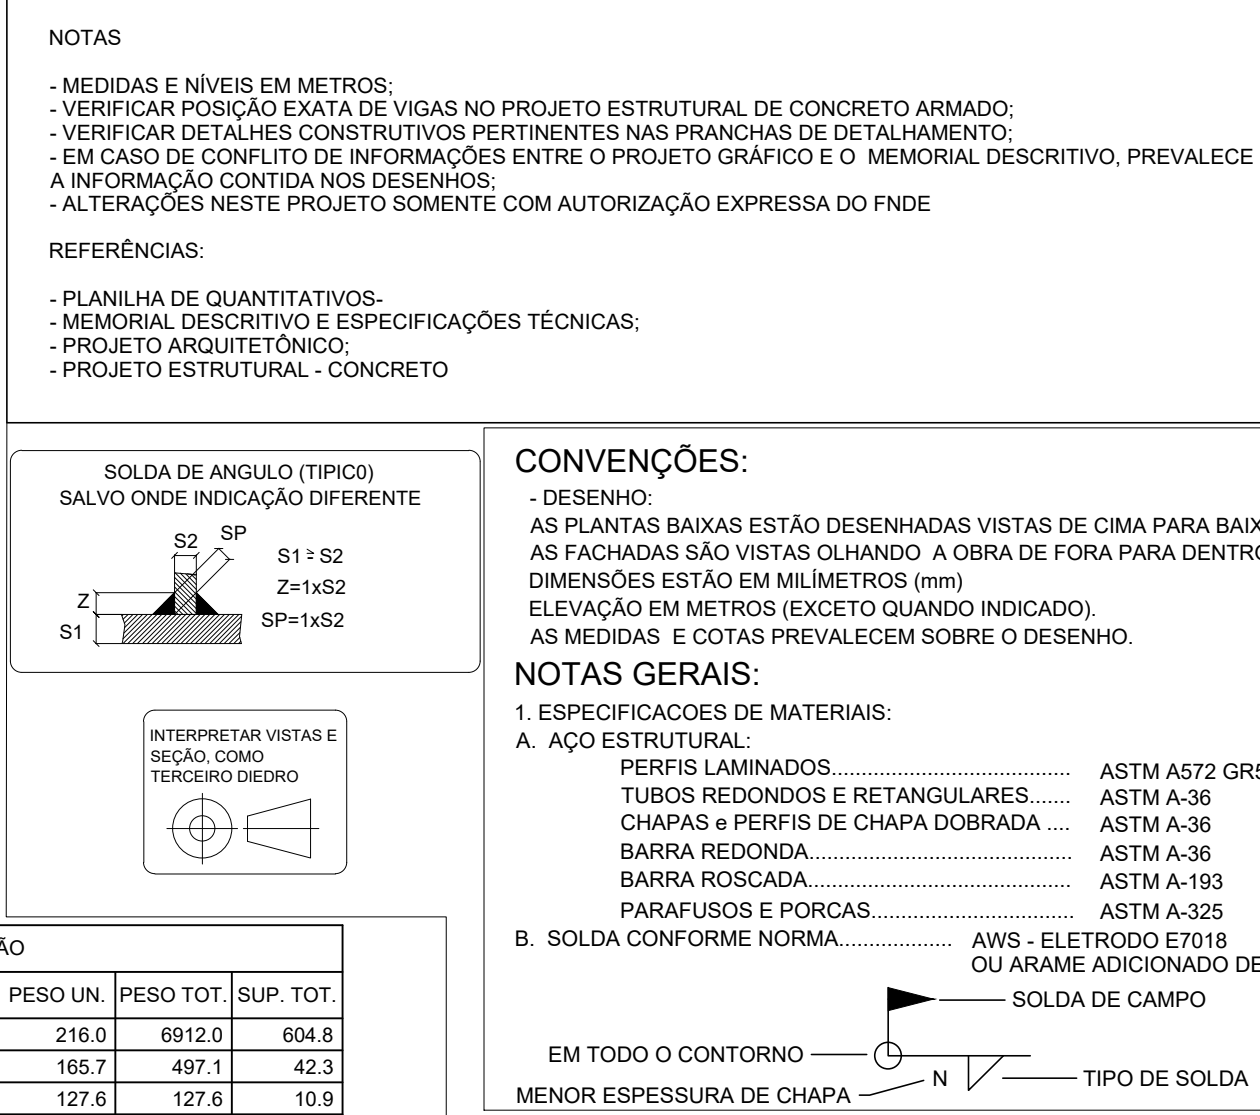 NOTAS
- MEDIDAS E NÍVEIS EM METROS;
- VERIFICAR POSIÇÃO EXATA DE VIGAS NO PROJETO ESTRUTURAL DE CONCRETO ARMADO;
- VERIFICAR DETALHES CONSTRUTIVOS PERTINENTES NAS PRANCHAS DE DETALHAMENTO;
- EM CASO DE CONFLITO DE INFORMAÇÕES ENTRE O PROJETO GRÁFICO E O  MEMORIAL DESCRITIVO, PREVALECE
A INFORMAÇÃO CONTIDA NOS DESENHOS;
- ALTERAÇÕES NESTE PROJETO SOMENTE COM AUTORIZAÇÃO EXPRESSA DO FNDE
REFERÊNCIAS:
- PLANILHA DE QUANTITATIVOS-
- MEMORIAL DESCRITIVO E ESPECIFICAÇÕES TÉCNICAS;
- PROJETO ARQUITETÔNICO;
- PROJETO ESTRUTURAL - CONCRETO
SOLDA DE ANGULO (TIPIC0)
SALVO ONDE INDICAÇÃO DIFERENTE
S2 SP
S1 ≥ S2
Z=1xS2
SP=1xS2
Z
S1
INTERPRETAR VISTAS E
SEÇÃO, COMO
TERCEIRO DIEDRO
ÃO
PESO UN. PESO TOT. SUP. TOT.
216.0 6912.0 604.8
165.7 497.1 42.3
127.6 127.6 10.9
CONVENÇÕES:
- DESENHO:
AS PLANTAS BAIXAS ESTÃO DESENHADAS VISTAS DE CIMA PARA BAIX
AS FACHADAS SÃO VISTAS OLHANDO  A OBRA DE FORA PARA DENTRO
DIMENSÕES ESTÃO EM MILÍMETROS (mm)
ELEVAÇÃO EM METROS (EXCETO QUANDO INDICADO).
AS MEDIDAS  E COTAS PREVALECEM SOBRE O DESENHO.
NOTAS GERAIS:
1. ESPECIFICACOES DE MATERIAIS:
A.  AÇO ESTRUTURAL:
PERFIS LAMINADOS........................................ ASTM A572 GR5
TUBOS REDONDOS E RETANGULARES....... ASTM A-36
CHAPAS e PERFIS DE CHAPA DOBRADA .... ASTM A-36
BARRA REDONDA............................................ ASTM A-36
BARRA ROSCADA............................................ ASTM A-193
PARAFUSOS E PORCAS.................................. ASTM A-325
B.  SOLDA CONFORME NORMA................... AWS - ELETRODO E7018
OU ARAME ADICIONADO DE
SOLDA DE CAMPO
EM TODO O CONTORNO
N TIPO DE SOLDA
MENOR ESPESSURA DE CHAPA